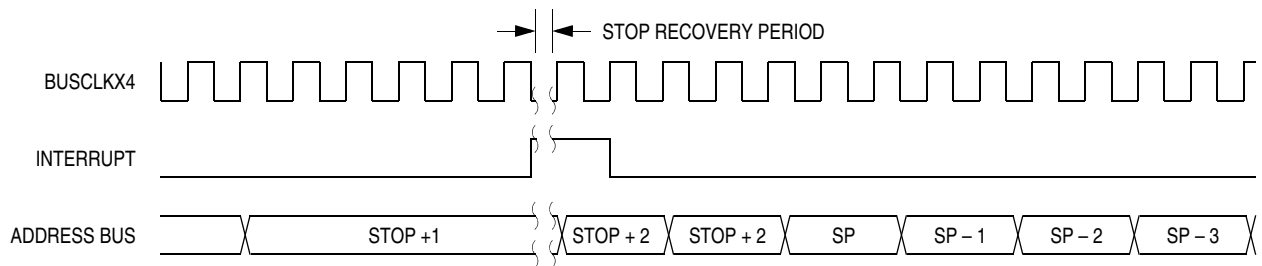 STOP RECOVERY PERIOD
BUSCLKX4
INTERRUPT
ADDRESS BUS STOP +1 STOP + 2 STOP + 2 SP SP – 1 SP – 2 SP – 3